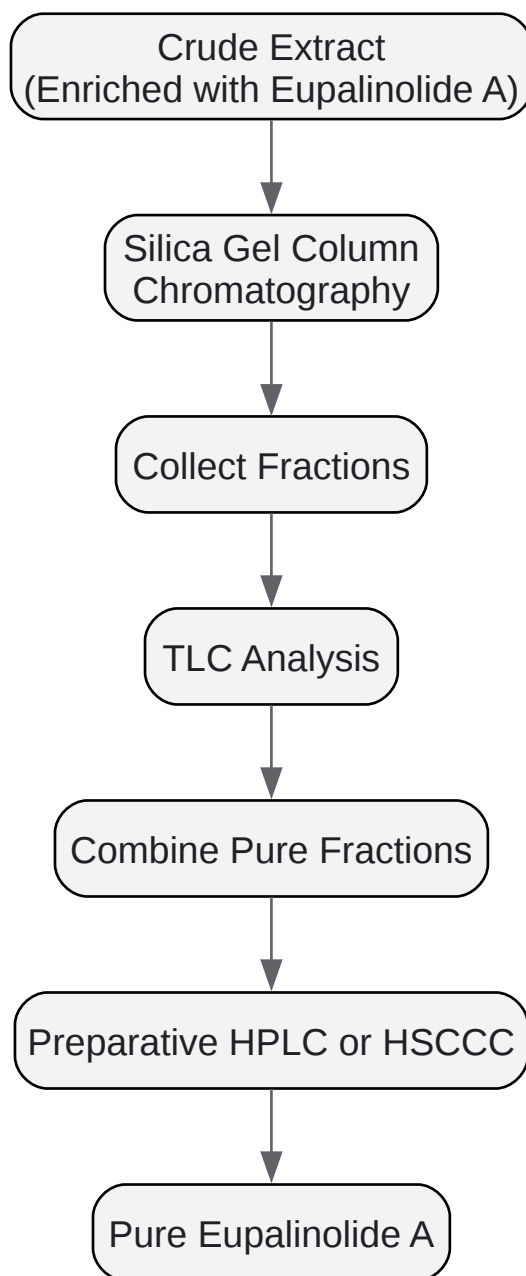 Crude Extract
(Enriched with Eupalinolide A)
Silica Gel Column
Chromatography
Collect Fractions
TLC Analysis
Combine Pure Fractions
Preparative HPLC or HSCCC
Pure Eupalinolide A